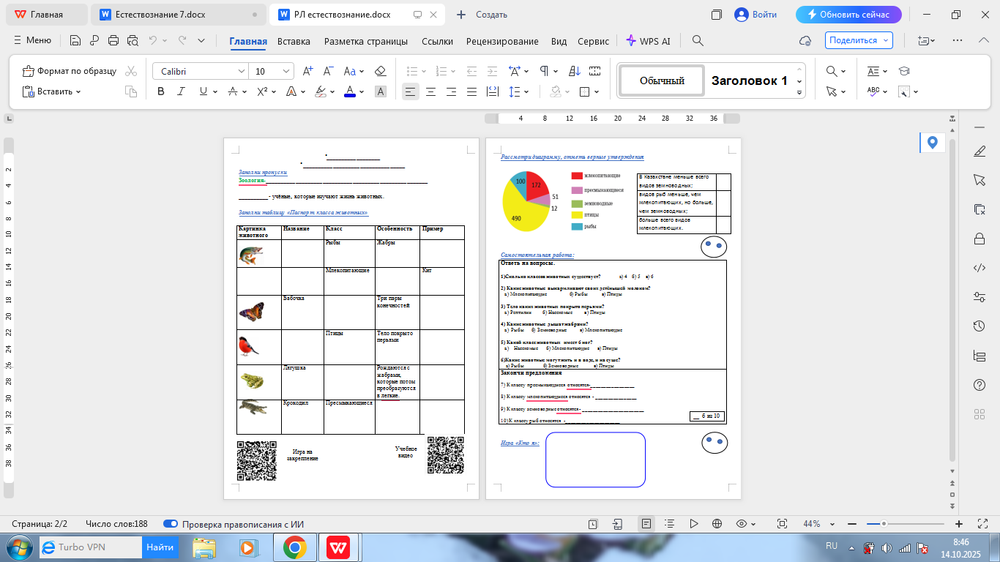 Главная
Естествознание 7.docx
РЛ естествознание.docx
Создать
Войти
Обновить сейчас
Меню
Главная
Вставка
Разметка страницы
Ссылки
Рецензирование
Вид
Сервис
WPS AI
Поделиться
Формат по образцу
Вставить
Calibri
10
Обычный
Заголовок 1
4 8 12 16 20 24 28 32 36
2
4
6
8
10
12
14
16
18
20
22
24
26
28
30
32
34
36
38
Заполни пропуски
Зоология-
- учёные, которые изучают жизнь животных.
Заполни таблицу «Паспорт класса животных»
Картинка животного Название Класс Особенность Пример
Рыбы Жабры
Млекопитающие Кит
Бабочка Три пары
конечностей
Птицы Тело покрыто
перьями
Лягушка Рождаются с
жабрами,
которые потом
преобразуются
в легкие.
Крокодил Пресмыкающиеся
Игра на
закрепление
Учебное
видео
Рассмотри диаграмму, отметь верные утверждения
100
172
51
12
490
млекопитающие
пресмыкающиеся
земноводные
птицы
рыбы
В Казахстане меньше всего
видов земноводных;
видов рыб меньше, чем
млекопитающих, но больше,
чем земноводных;
больше всего видов
млекопитающих.
Самостоятельная работа:
Ответь на вопросы.
1)Сколько классов животных существует? а) 4 б) 5 в) 6
2) Какие животные выкармливают своих детёнышей молоком?
а) Млекопитающие б) Рыбы в) Птицы
3) Тело каких животных покрыто перьями?
а) Рептилии б) Насекомые в) Птицы
4) Какие животные дышат жабрами?
а) Рыбы б) Земноводные в) Млекопитающие
5) Какой класс животных имеет 6 ног?
а) Насекомые б) Млекопитающие в) Птицы
6)Какие животные могут жить и в воде, и на суше?
а) Рыбы б) Земноводные в) Птицы
Закончи предложения
7) К классу пресмыкающиеся относятся-
8) К классу млекопитающиеся относятся -
9) К классу земноводные относятся-
10) К классу рыб относятся -
__ б из 10
Игра «Кто я»:
Страница: 2/2
Число слов:188
Проверка правописания с ИИ
44%
Turbo VPN
Найти
RU
8:46
14.10.2025